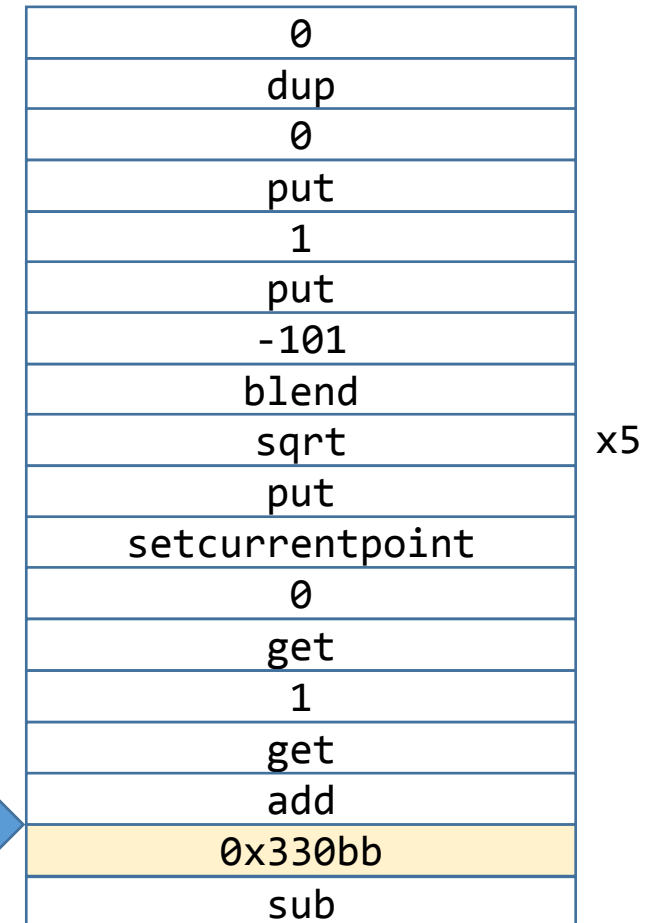 0
dup
0
put
1
put
-101
blend
sqrt x5
put
setcurrentpoint
0
get
1
get
add
0x330bb
sub